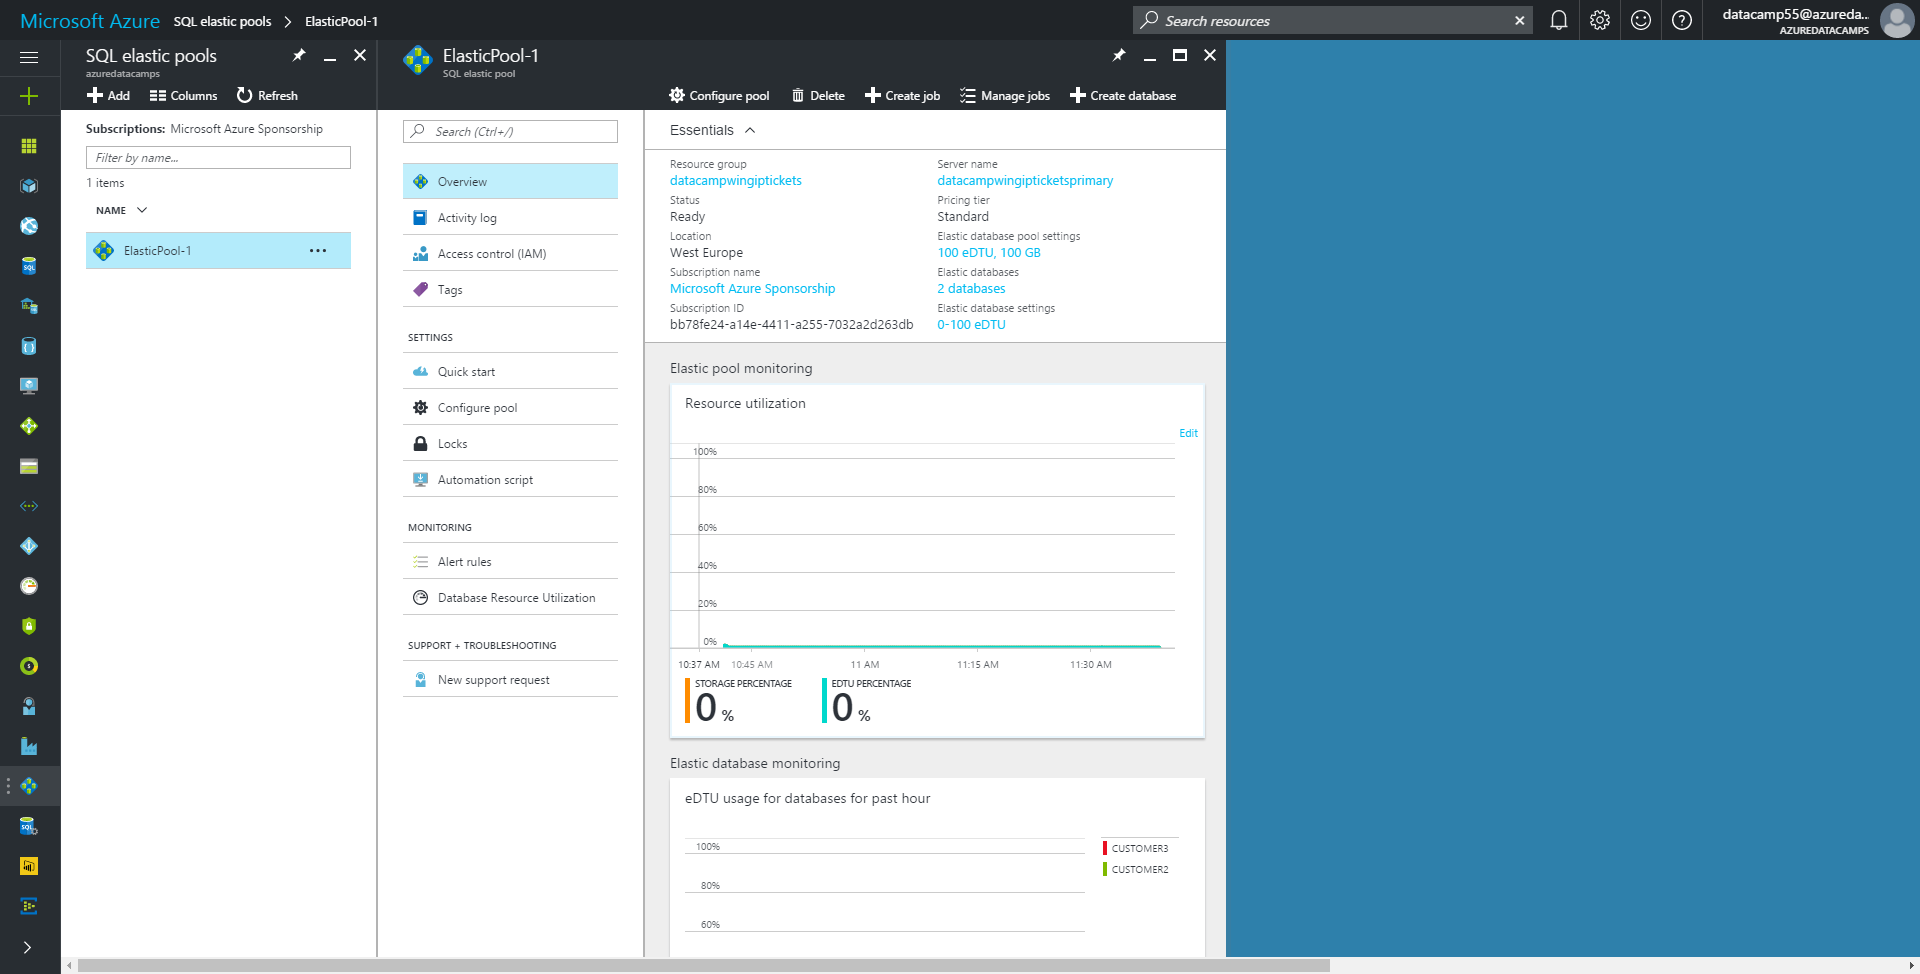 Microsoft Azure SQL elastic pools > ElasticPool-1
Search resources
datacamp55@azureda...
AZUREDATACAMPS
SQL elastic pools
azuredatacamps
Add Columns Refresh
Subscriptions: Microsoft Azure Sponsorship
Filter by name...
1 items
NAME
ElasticPool-1 ...
ElasticPool-1
SQL elastic pool
Configure pool Delete Create job Manage jobs Create database
Search (Ctrl+/)
Overview
Activity log
Access control (IAM)
Tags
SETTINGS
Quick start
Configure pool
Locks
Automation script
MONITORING
Alert rules
Database Resource Utilization
SUPPORT + TROUBLESHOOTING
New support request
Essentials
Resource group
datacampwingiptickets
Status
Ready
Location
West Europe
Subscription name
Microsoft Azure Sponsorship
Subscription ID
bb78fe24-a14e-4411-a255-7032a2d263db
Server name
datacampwingipticketsprimary
Pricing tier
Standard
Elastic database pool settings
100 eDTU, 100 GB
Elastic databases
2 databases
Elastic database settings
0-100 eDTU
Elastic pool monitoring
Resource utilization
Edit
100%
80%
60%
40%
20%
0%
10:37 AM 10:45 AM 11 AM 11:15 AM 11:30 AM
STORAGE PERCENTAGE
0 %
EDTU PERCENTAGE
0 %
Elastic database monitoring
eDTU usage for databases for past hour
100%
80%
60%
CUSTOMER3
CUSTOMER2